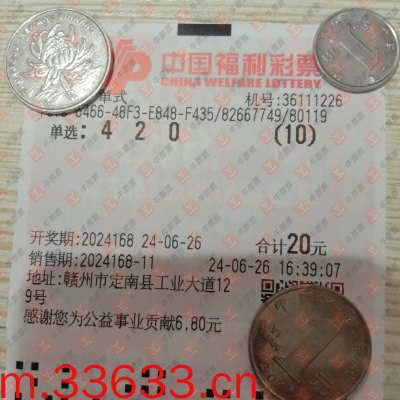 中国福利彩票
CHINA WELFARE LOTTERY
单式 机号:36111226
6466-48F3-E848-F435/82667749/80119
单选: 4 2 0 (10)
开奖期:2024168 24-06-26 合计20元
销售期:2024168-11 24-06-26 16:39:07
地址:赣州市定南县工业大道12
9号
感谢您为公益事业贡献6.80元
m.33633.cn